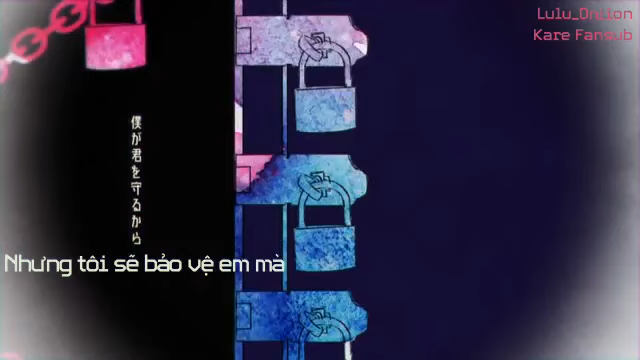 Lulu_Onion
Kare Fansub
僕が君を守るから
Nhưng tôi sẽ bảo vệ em mà